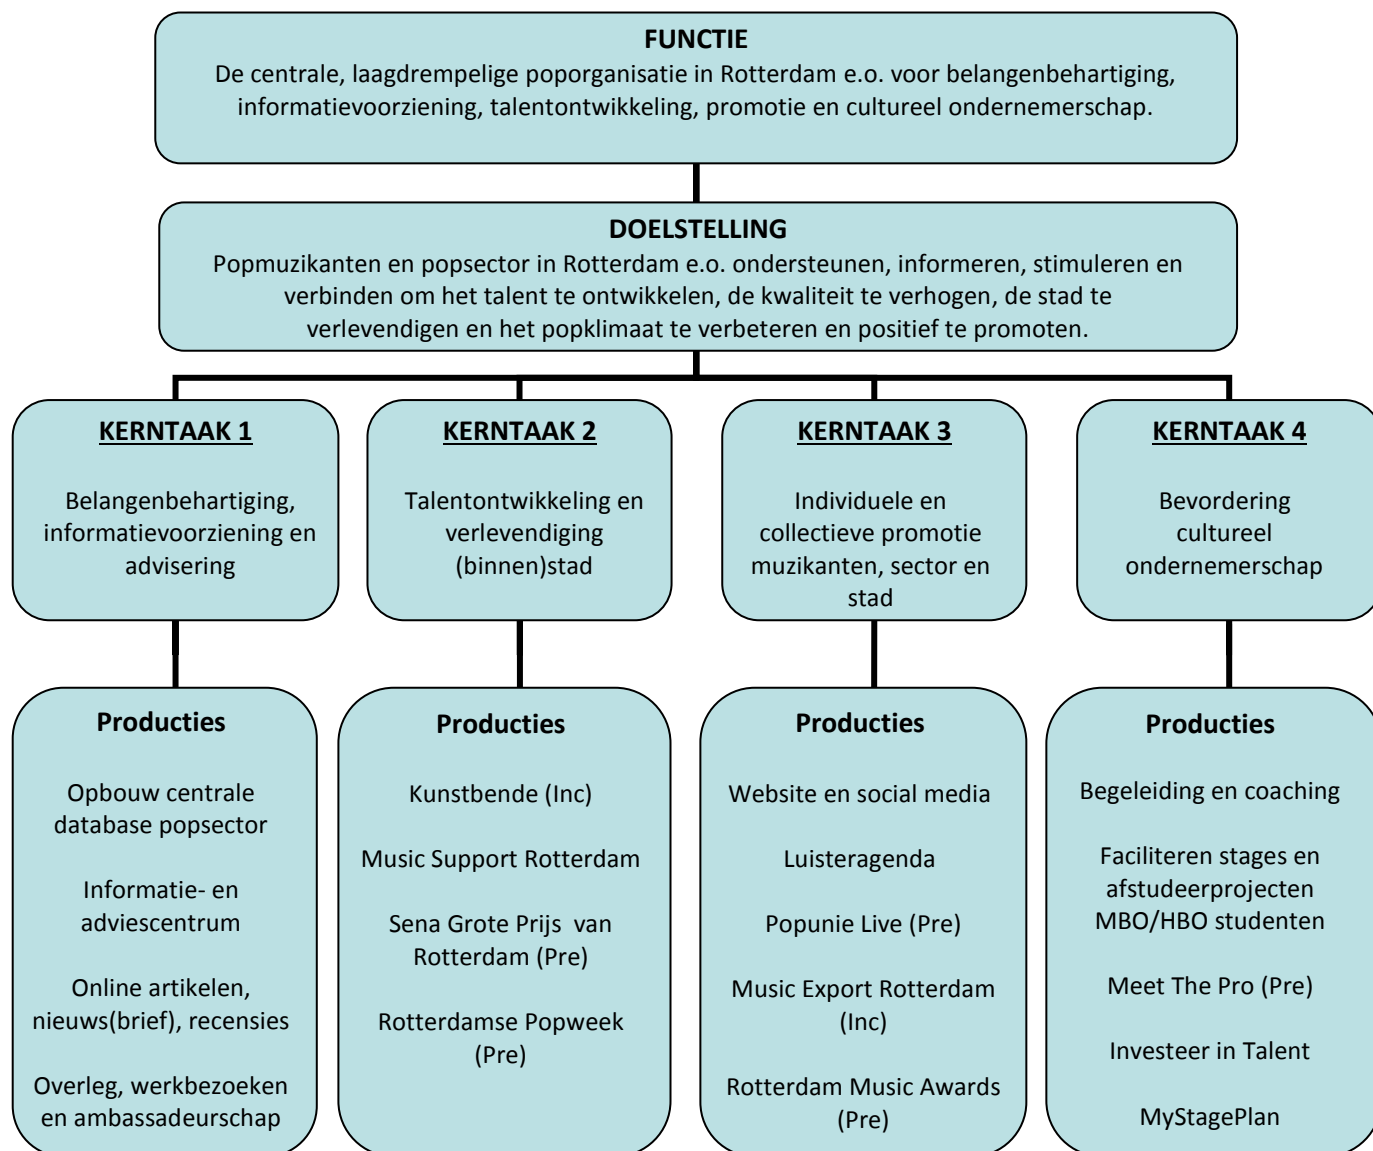 FUNCTIE
De centrale, laagdrempelige poporganisatie in Rotterdam e.o. voor belangenbehartiging,
informatievoorziening, talentontwikkeling, promotie en cultureel ondernemerschap.
DOELSTELLING
Popmuzikanten en popsector in Rotterdam e.o. ondersteunen, informeren, stimuleren en
verbinden om het talent te ontwikkelen, de kwaliteit te verhogen, de stad te
verlevendigen en het popklimaat te verbeteren en positief te promoten.
KERNTAAK 1
Belangenbehartiging,
informatievoorziening en
advisering
KERNTAAK 2
Talentontwikkeling en
verlevendiging
(binnen)stad
KERNTAAK 3
Individuele en
collectieve promotie
muzikanten, sector en
stad
KERNTAAK 4
Bevordering
cultureel
ondernemerschap
Producties
Opbouw centrale
database popsector
Informatie- en
adviescentrum
Online artikelen,
nieuws(brief), recensies
Overleg, werkbezoeken
en ambassadeurschap
Producties
Kunstbende (Inc)
Music Support Rotterdam
Sena Grote Prijs van
Rotterdam (Pre)
Rotterdamse Popweek
(Pre)
Producties
Website en social media
Luisteragenda
Popunie Live (Pre)
Music Export Rotterdam
(Inc)
Rotterdam Music Awards
(Pre)
Producties
Begeleiding en coaching
Faciliteren stages en
afstudeerprojecten
MBO/HBO studenten
Meet The Pro (Pre)
Investeer in Talent
MyStagePlan